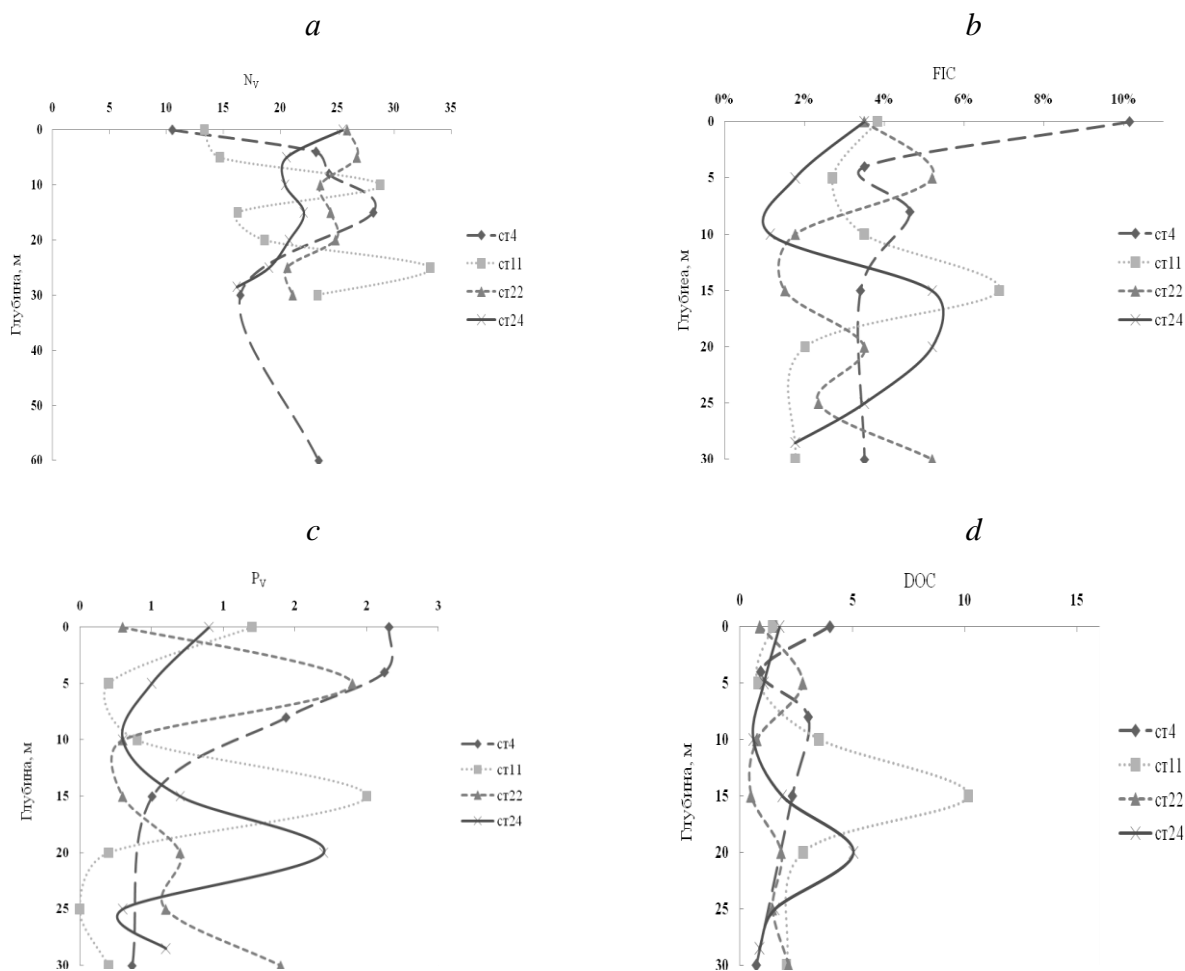 a
N_V
0 5 10 15 20 25 30 35
0
10
20
30
40
50
60
Глубина, м
ст4
ст11
ст22
ст24
b
FIC
0% 2% 4% 6% 8% 10%
0
5
10
15
20
25
30
Глубнеа, м
ст4
ст11
ст22
ст24
c
P_V
0 1 1 2 2 3
0
5
10
15
20
25
30
Глубина, м
ст4
ст11
ст22
ст24
d
DOC
0 5 10 15
0
5
10
15
20
25
30
Глубина, м
ст4
ст11
ст22
ст24